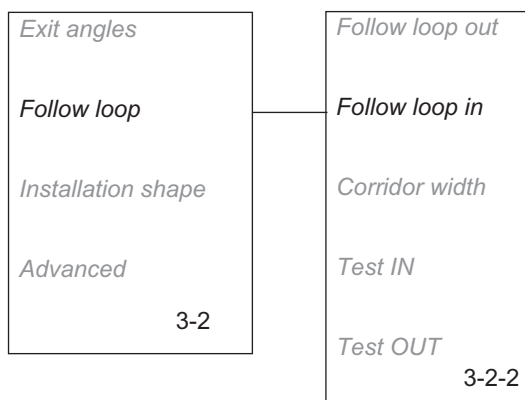 Exit angles
Follow loop
Installation shape
Advanced
3-2
Follow loop out
Follow loop in
Corridor width
Test IN
Test OUT
3-2-2